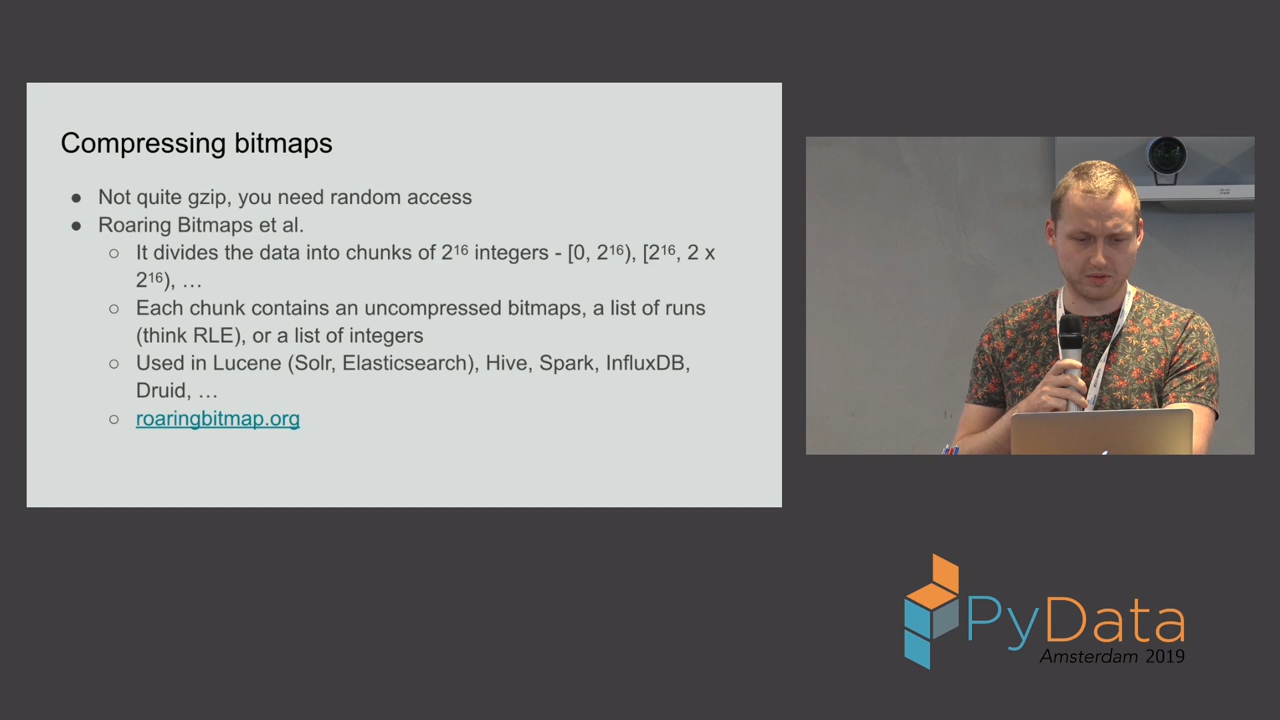 Compressing bitmaps
● Not quite gzip, you need random access
● Roaring Bitmaps et al.
○ It divides the data into chunks of 2¹⁶ integers - [0, 2¹⁶), [2¹⁶, 2 x
2¹⁶), …
○ Each chunk contains an uncompressed bitmaps, a list of runs
(think RLE), or a list of integers
○ Used in Lucene (Solr, Elasticsearch), Hive, Spark, InfluxDB,
Druid, …
○ roaringbitmap.org
PyData
Amsterdam 2019